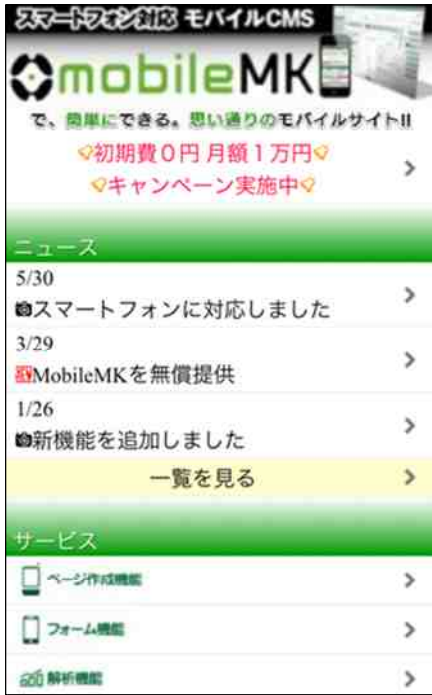 スマートフォン対応 モバイルCMS
mobileMK
で、簡単にできる。思い通りのモバイルサイト!!
初期費０円 月額１万円
キャンペーン実施中
ニュース
5/30
スマートフォンに対応しました
3/29
MobileMKを無償提供
1/26
新機能を追加しました
一覧を見る
サービス
ページ作成機能
フォーム機能
解析機能